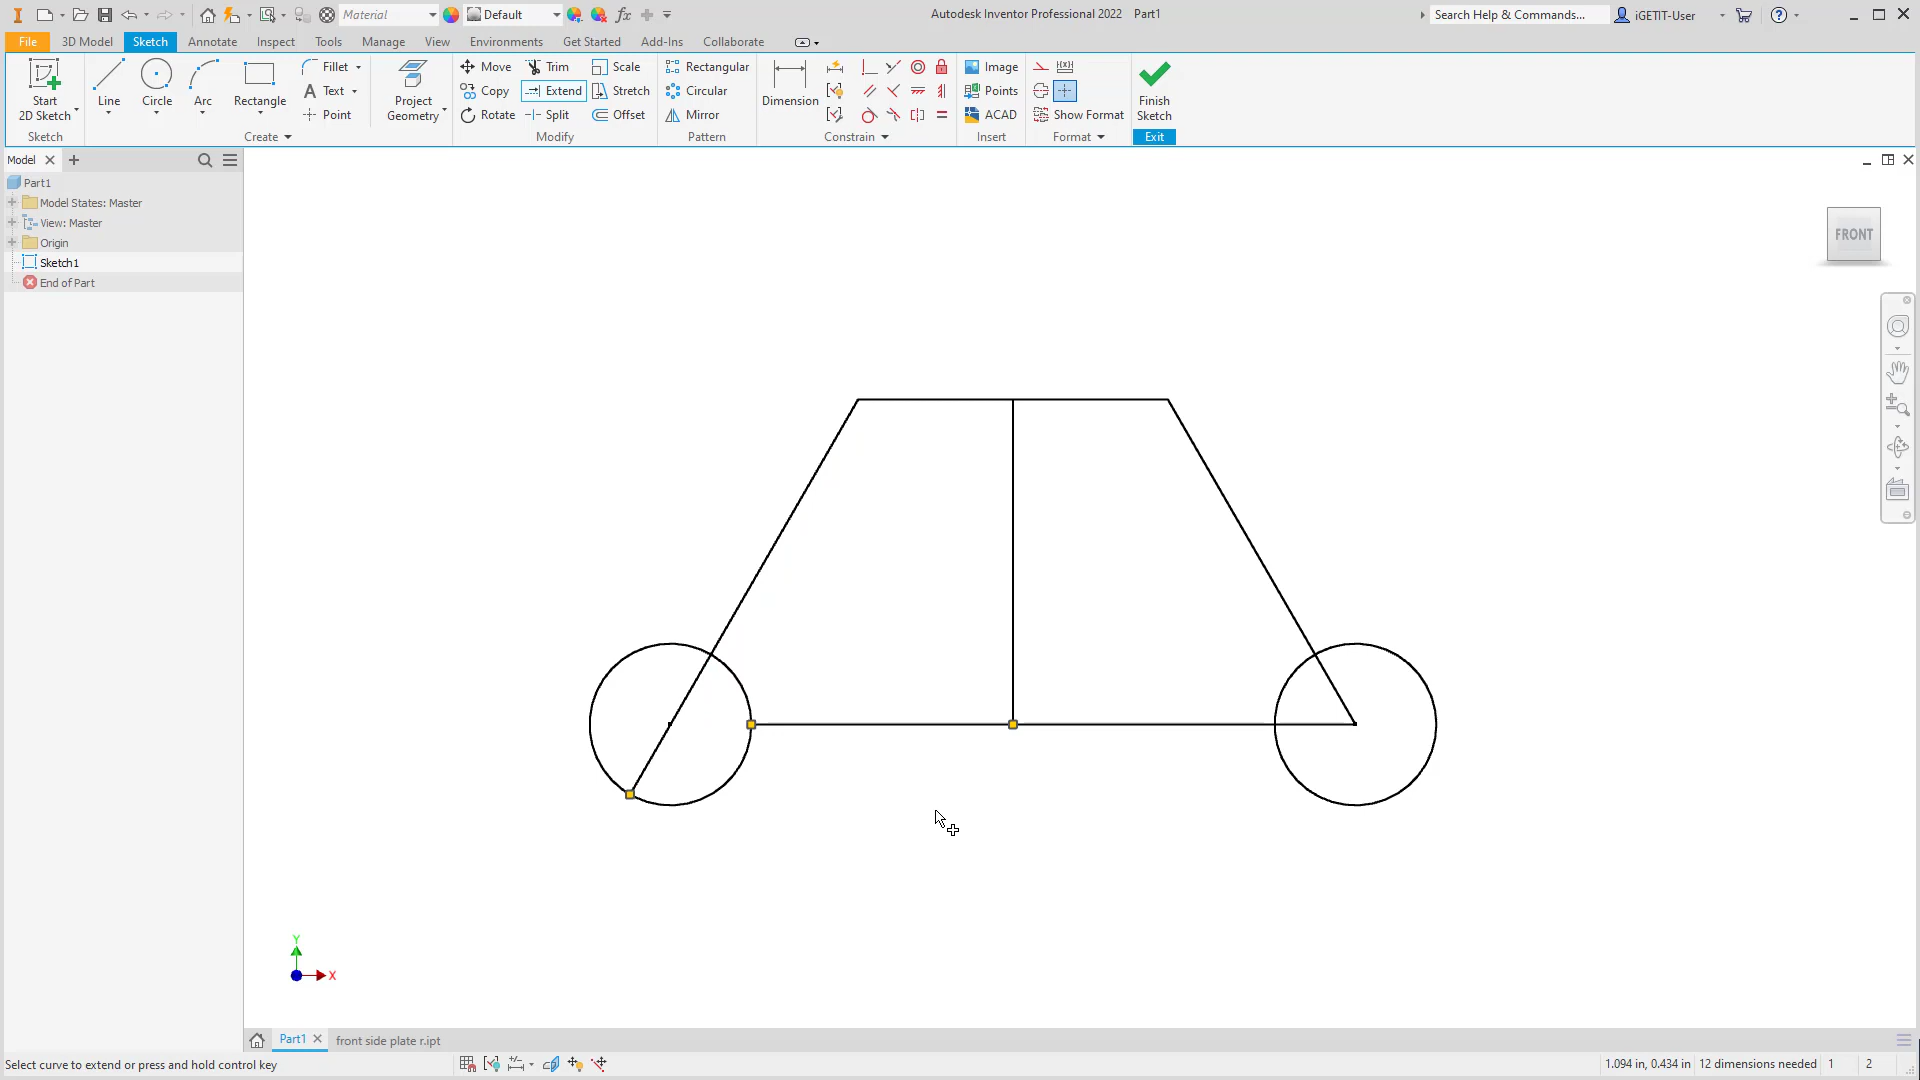 Material
Default
Autodesk Inventor Professional 2022 Part1
Search Help & Commands...
iGETIT-User
File 3D Model Sketch Annotate Inspect Tools Manage View Environments Get Started Add-Ins Collaborate
Start
2D Sketch
Line
Circle
Arc
Rectangle
Fillet
Text
Point
Project
Geometry
Move
Copy
Rotate
Trim
Extend
Split
Scale
Stretch
Offset
Rectangular
Circular
Mirror
Dimension
Image
Points
ACAD
Show Format
Finish
Sketch
Sketch Create Modify Pattern Constrain Insert Format Exit
Model
Part1
Model States: Master
View: Master
Origin
Sketch1
End of Part
FRONT
Y
X
Part1 front side plate r.ipt
Select curve to extend or press and hold control key
1.094 in, 0.434 in 12 dimensions needed 1 2